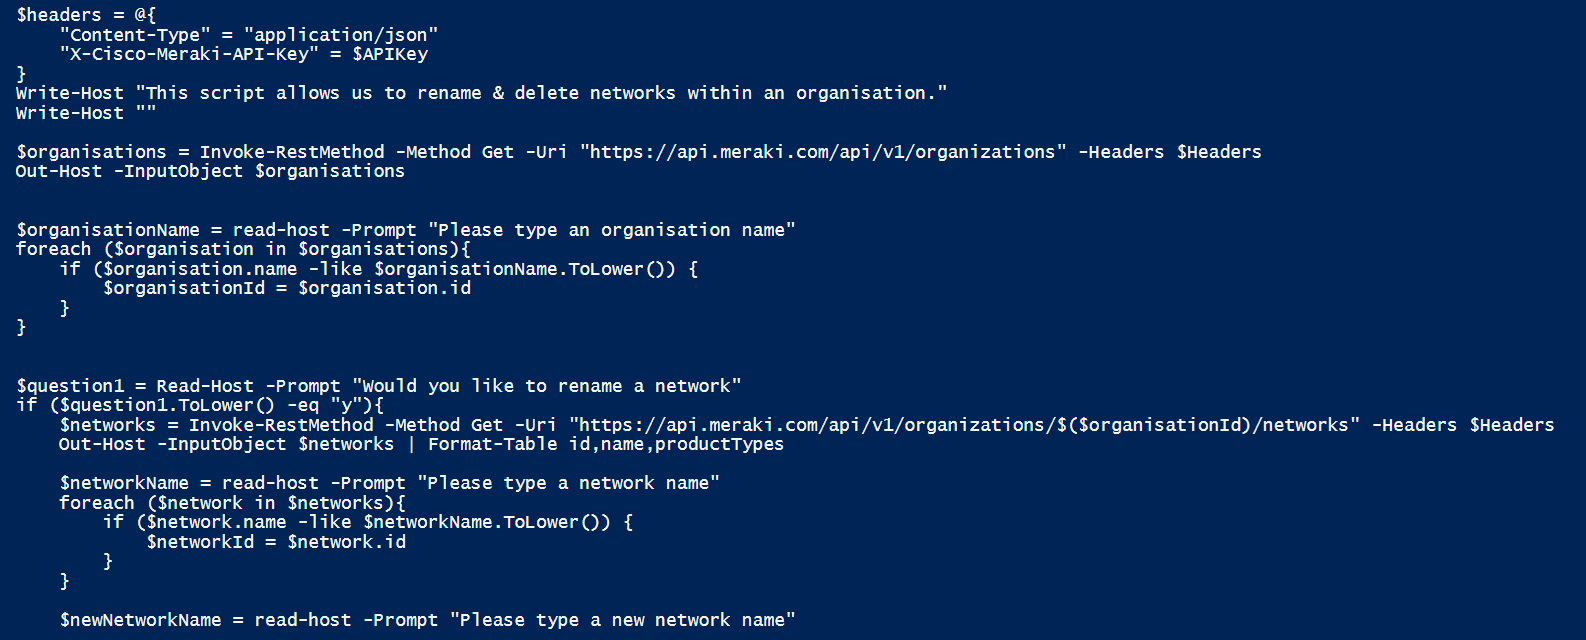 $headers = @{
    "Content-Type" = "application/json"
    "X-Cisco-Meraki-API-Key" = $APIKey
}
Write-Host "This script allows us to rename & delete networks within an organisation."
Write-Host ""
$organisations = Invoke-RestMethod -Method Get -Uri "https://api.meraki.com/api/v1/organizations" -Headers $Headers
Out-Host -InputObject $organisations
$organisationName = read-host -Prompt "Please type an organisation name"
foreach ($organisation in $organisations){
    if ($organisation.name -like $organisationName.ToLower()) {
        $organisationId = $organisation.id
    }
}
$question1 = Read-Host -Prompt "Would you like to rename a network"
if ($question1.ToLower() -eq "y"){
    $networks = Invoke-RestMethod -Method Get -Uri "https://api.meraki.com/api/v1/organizations/$($organisationId)/networks" -Headers $Headers
    Out-Host -InputObject $networks | Format-Table id,name,productTypes
    $networkName = read-host -Prompt "Please type a network name"
    foreach ($network in $networks){
        if ($network.name -like $networkName.ToLower()) {
            $networkId = $network.id
        }
    }
    $newNetworkName = read-host -Prompt "Please type a new network name"